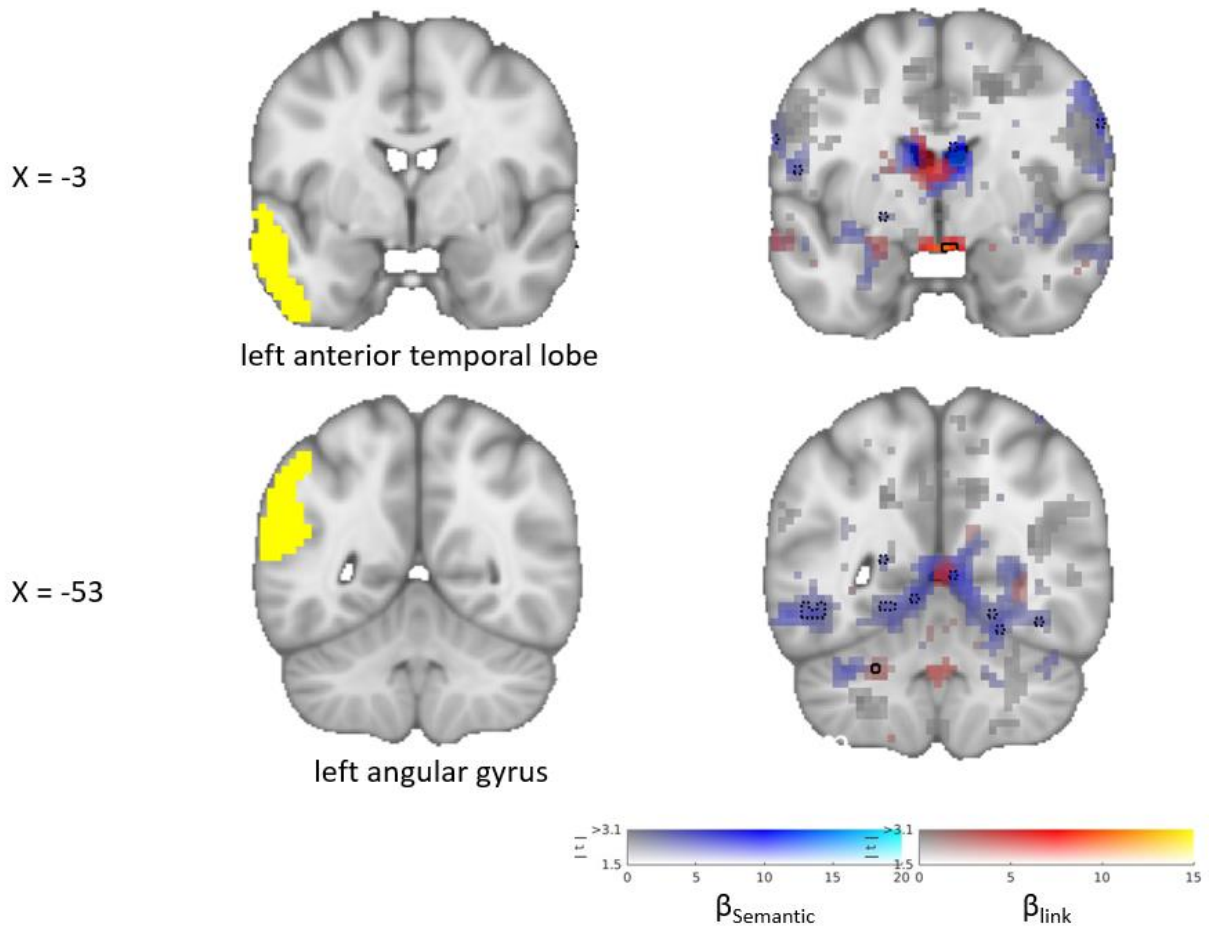 X = -3
left anterior temporal lobe
X = -53
left angular gyrus
| t |
>3.1
1.5
0 5 10 15 20
βSemantic
| t |
>3.1
1.5
0 5 10 15
βlink